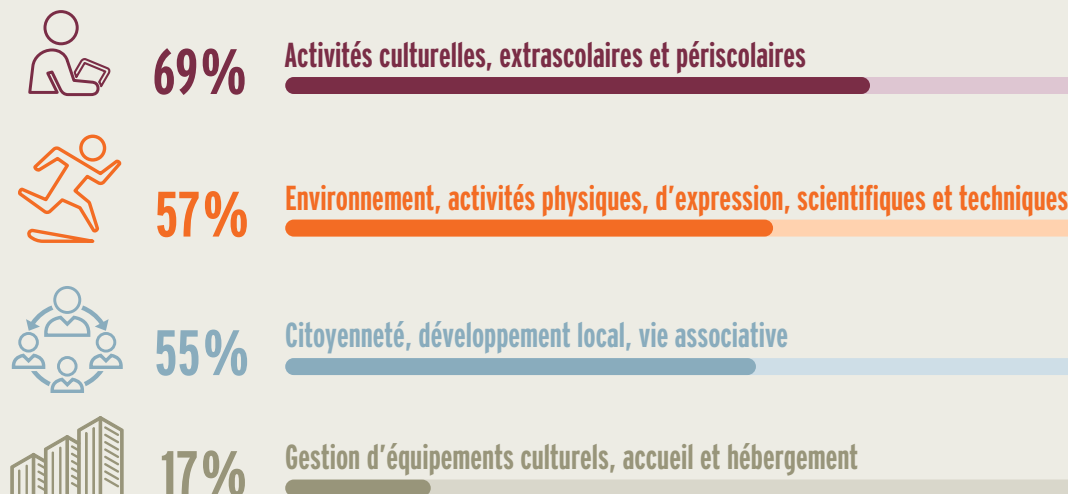 69% Activités culturelles, extrascolaires et périscolaires
57% Environnement, activités physiques, d'expression, scientifiques et techniques
55% Citoyenneté, développement local, vie associative
17% Gestion d'équipements culturels, accueil et hébergement